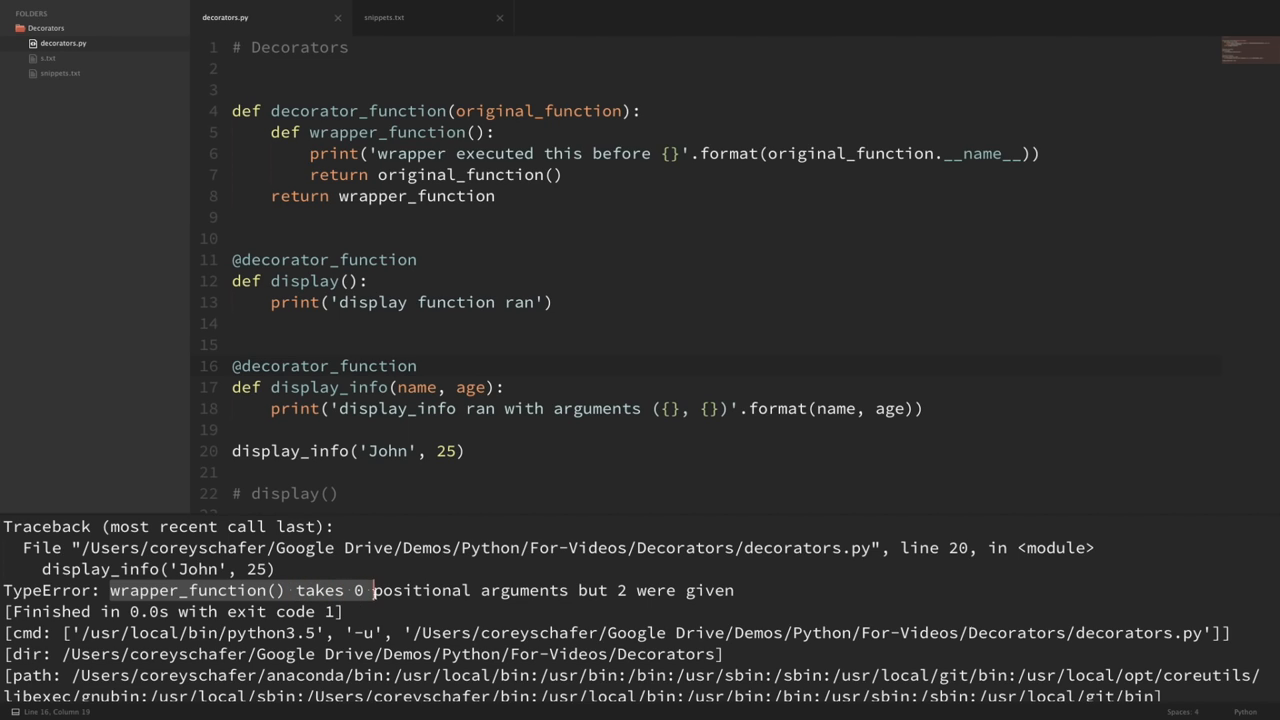 FOLDERS
Decorators
decorators.py
s.txt
snippets.txt
decorators.py
snippets.txt
1 # Decorators
2
3
4 def decorator_function(original_function):
5     def wrapper_function():
6         print('wrapper executed this before {}'.format(original_function.__name__))
7         return original_function()
8     return wrapper_function
9
10
11 @decorator_function
12 def display():
13     print('display function ran')
14
15
16 @decorator_function
17 def display_info(name, age):
18     print('display_info ran with arguments ({}, {})'.format(name, age))
19
20 display_info('John', 25)
21
22 # display()
Traceback (most recent call last):
  File "/Users/coreyschafer/Google Drive/Demos/Python/For-Videos/Decorators/decorators.py", line 20, in <module>
    display_info('John', 25)
TypeError: wrapper_function() takes 0 positional arguments but 2 were given
[Finished in 0.0s with exit code 1]
[cmd: ['/usr/local/bin/python3.5', '-u', '/Users/coreyschafer/Google Drive/Demos/Python/For-Videos/Decorators/decorators.py']]
[dir: /Users/coreyschafer/Google Drive/Demos/Python/For-Videos/Decorators]
[path: /Users/coreyschafer/anaconda/bin:/usr/local/bin:/usr/bin:/bin:/usr/sbin:/sbin:/usr/local/git/bin:/usr/local/opt/coreutils/
libexec/gnubin:/usr/local/sbin:/Users/coreyschafer/anaconda/bin:/usr/local/bin:/usr/bin:/bin:/usr/sbin:/sbin:/usr/local/git/bin]
Line 16, Column 19
Spaces: 4
Python